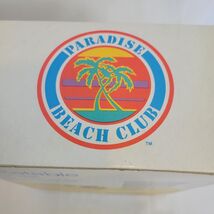 PARADISE
BEACH CLUB
TM